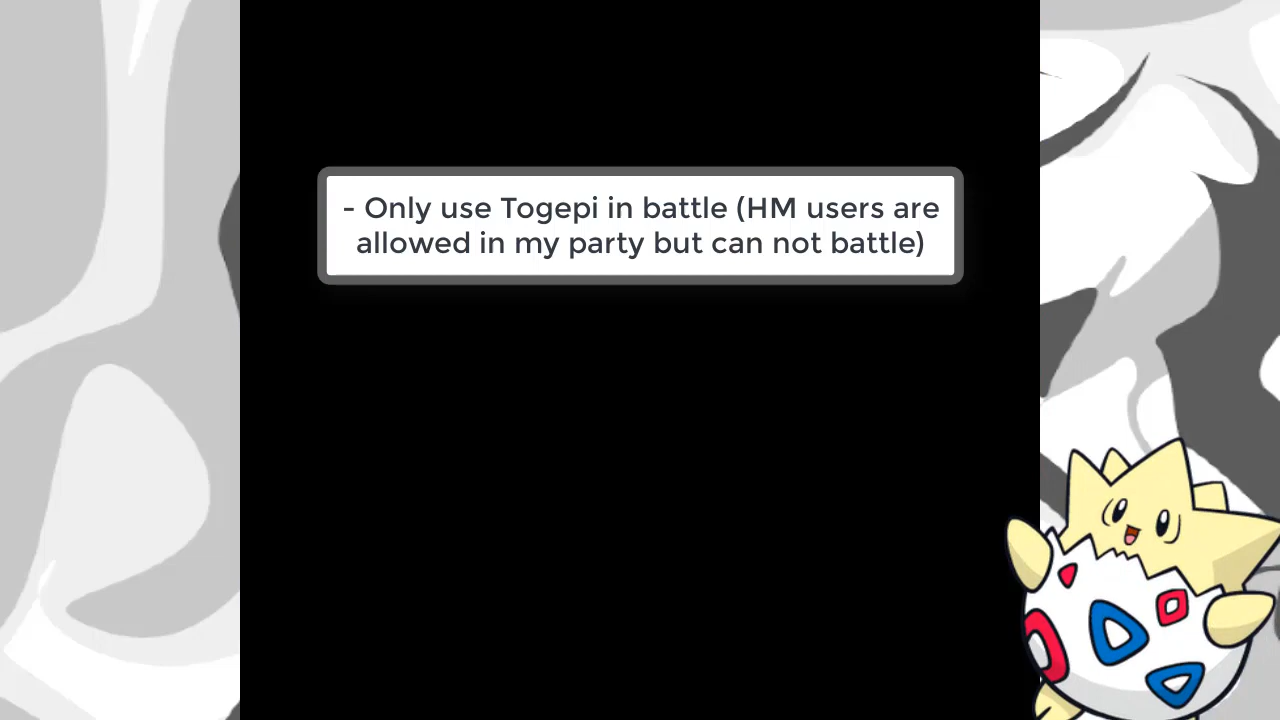 - Only use Togepi in battle (HM users are
allowed in my party but can not battle)